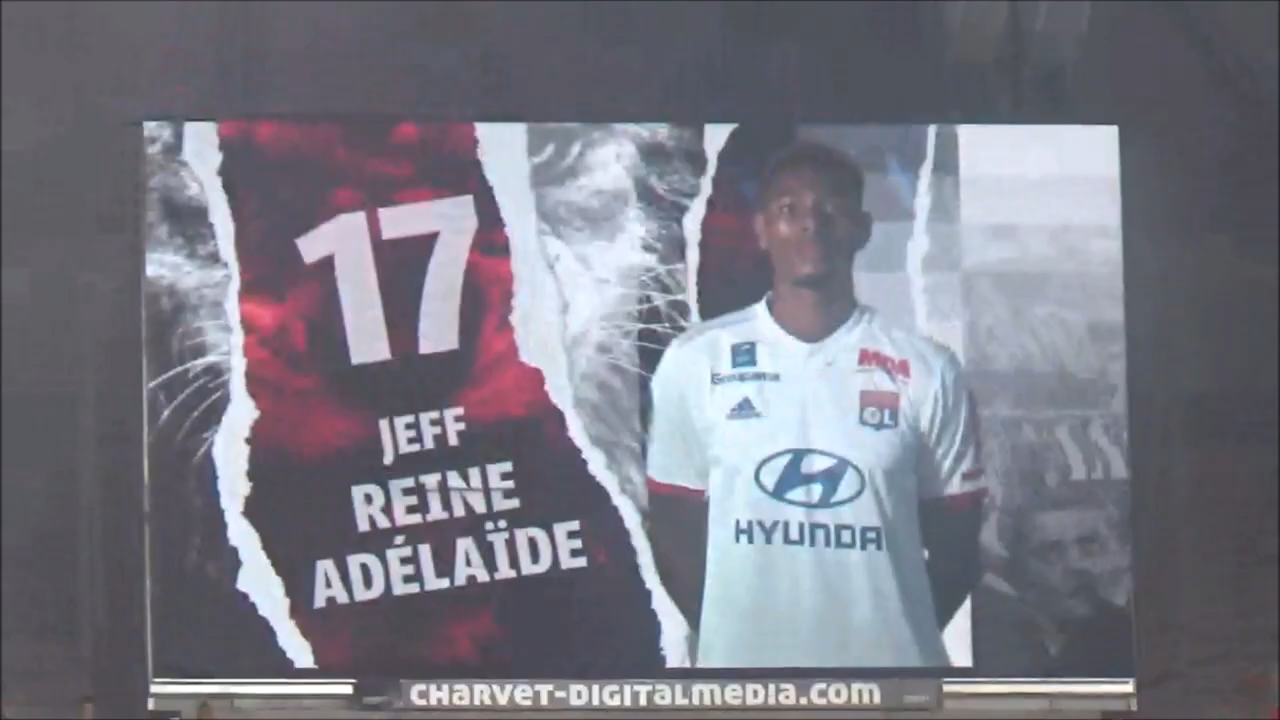 17
JEFF
REINE
ADÉLAÏDE
MDA
OL
HYUNDAI
CHARVET-DIGITALMEDIA.COM